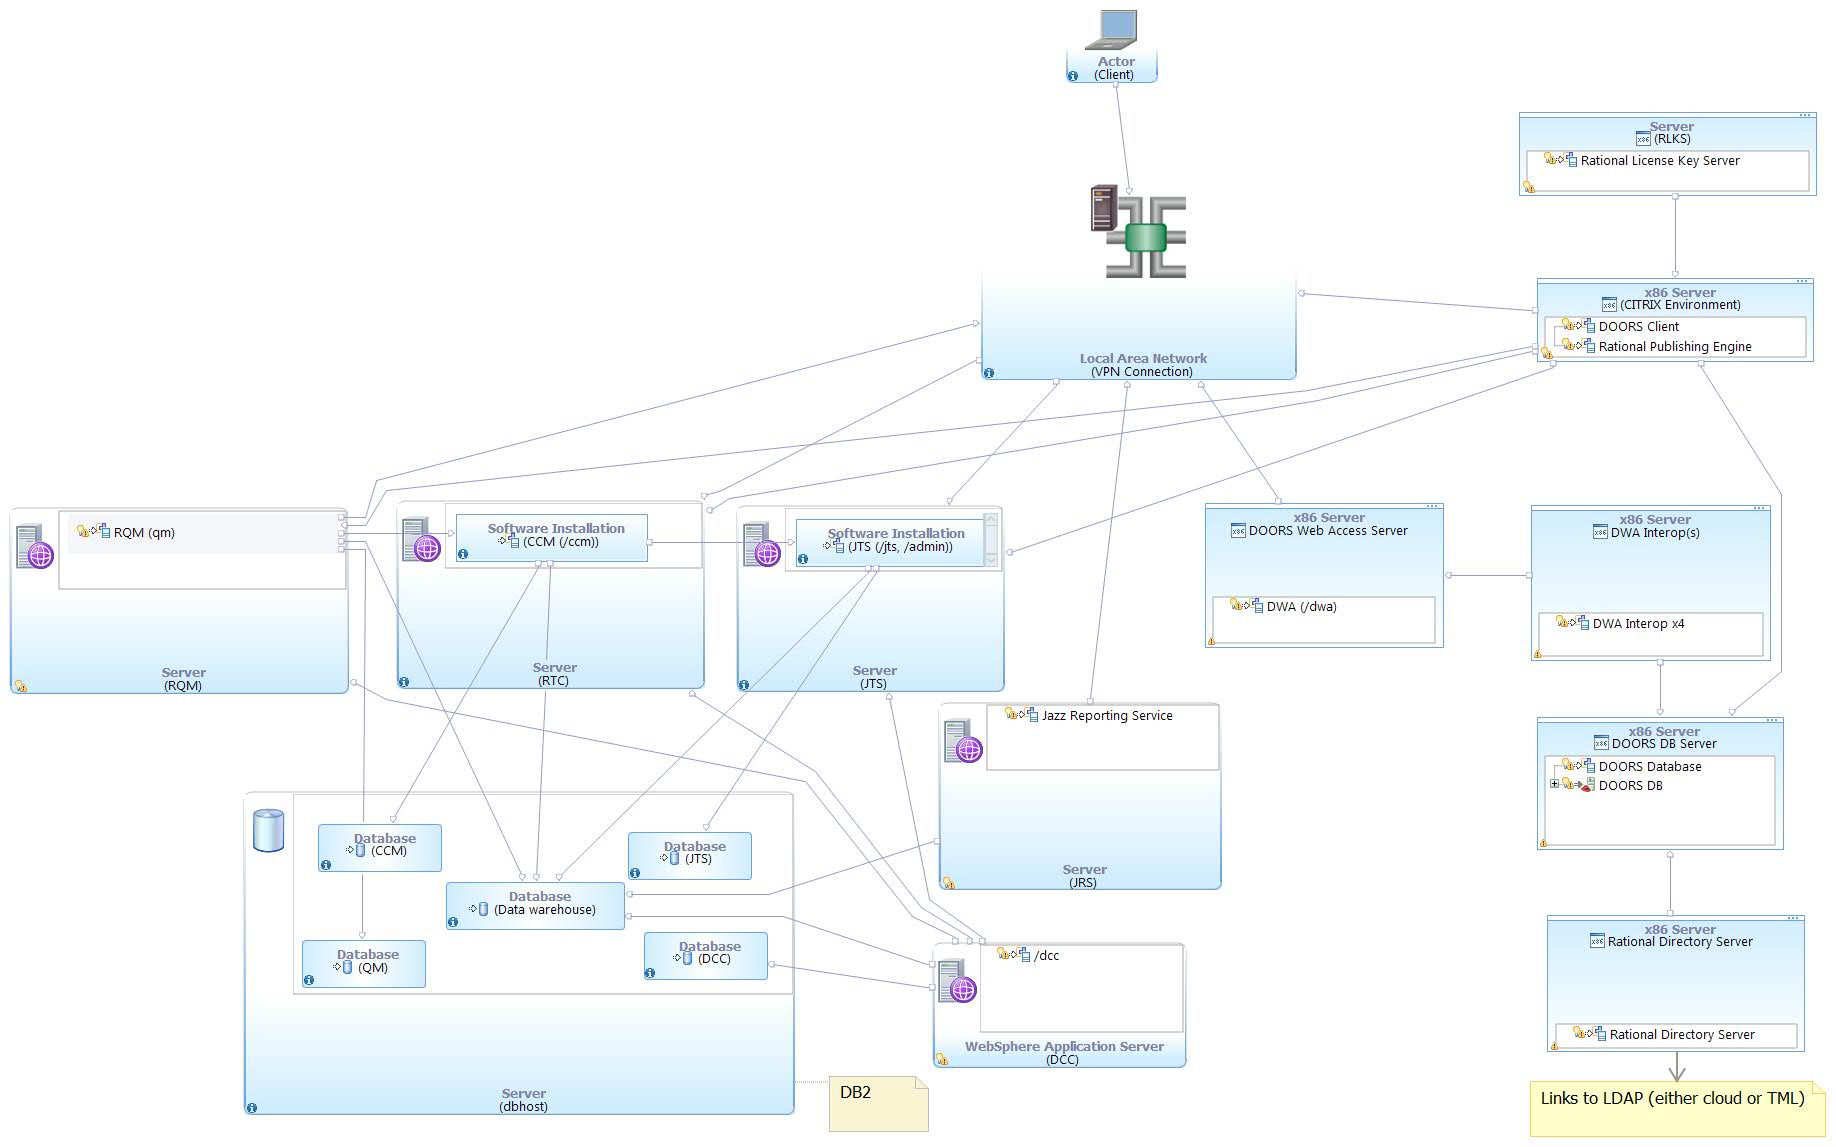 Actor
(Client)
Server
(RLKS)
Rational License Key Server
x86 Server
(CITRIX Environment)
DOORS Client
Rational Publishing Engine
Local Area Network
(VPN Connection)
RQM (qm)
Server
(RQM)
Software Installation
(CCM (/ccm))
Server
(RTC)
Software Installation
(JTS (/jts, /admin))
Server
(JTS)
x86 Server
DOORS Web Access Server
DWA (/dwa)
x86 Server
DWA Interop(s)
DWA Interop x4
Jazz Reporting Service
Server
(JRS)
x86 Server
DOORS DB Server
DOORS Database
DOORS DB
Database
(CCM)
Database
(JTS)
Database
(Data warehouse)
Database
(QM)
Database
(DCC)
Server
(dbhost)
DB2
/dcc
WebSphere Application Server
(DCC)
x86 Server
Rational Directory Server
Rational Directory Server
Links to LDAP (either cloud or TML)